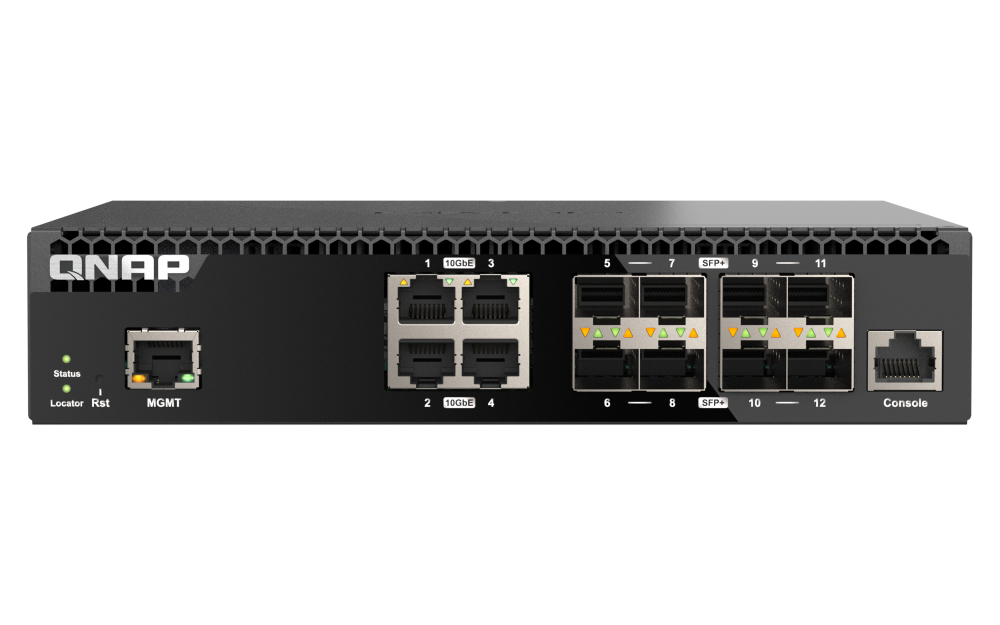 QNAP
1 10GbE 3
5 7 SFP+ 9 11
Status
Locator Rst
MGMT
2 10GbE 4
6 8 SFP+ 10 12
Console